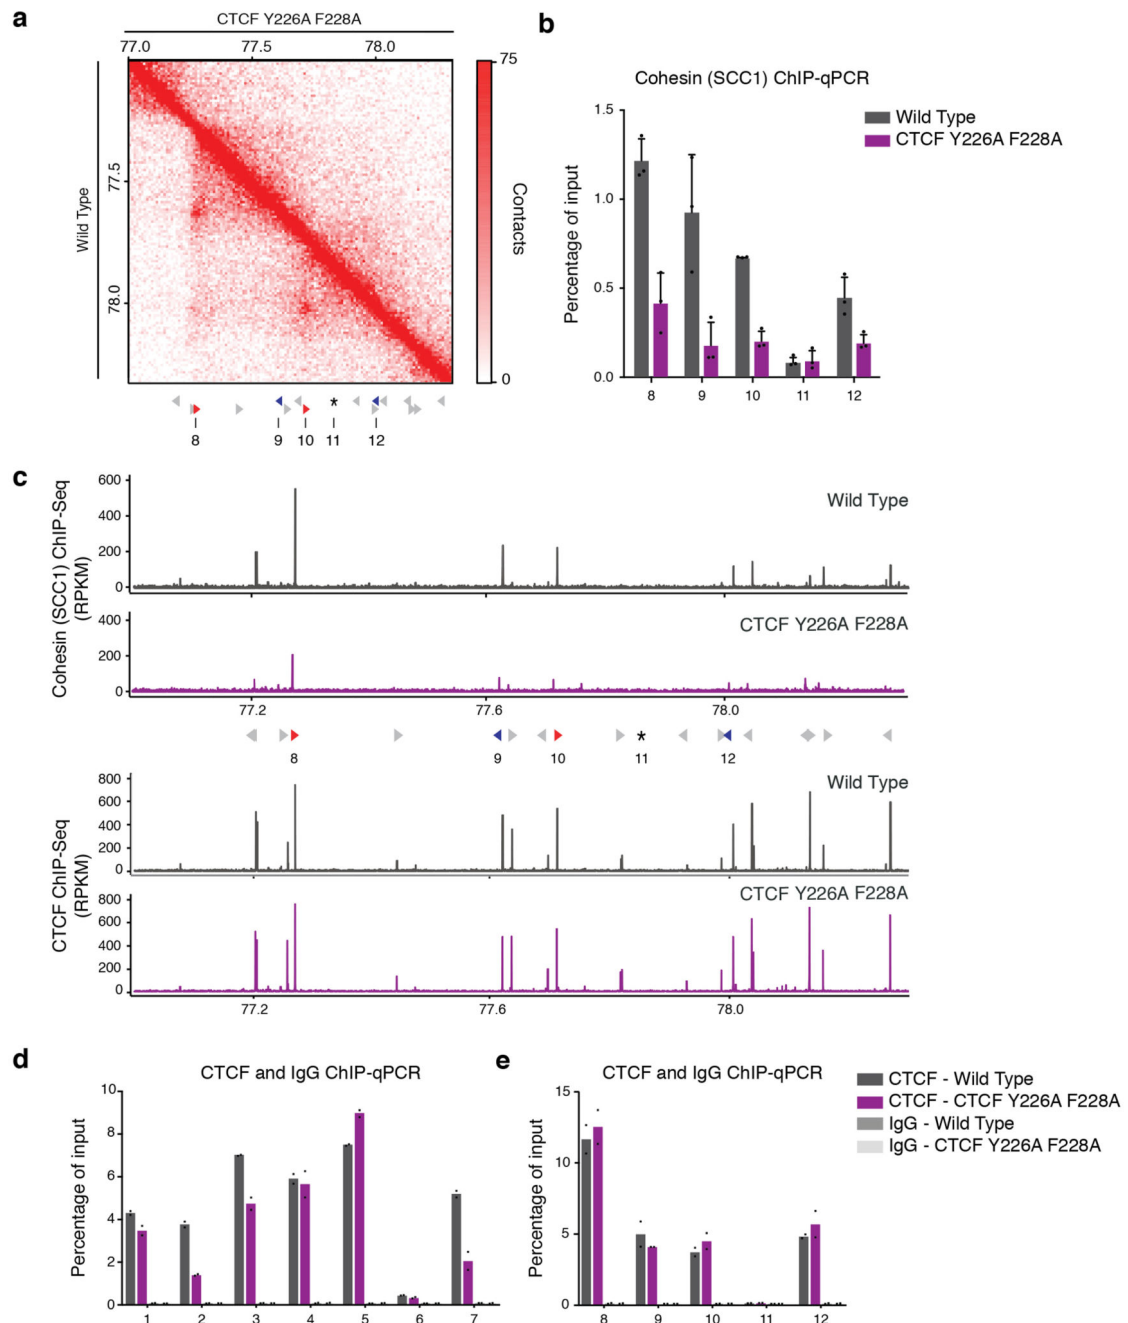 a
CTCF Y226A F228A
77.0 77.5 78.0
Wild Type
77.5
78.0
75
0
Contacts
* 
8 9 10 11 12
b
Cohesin (SCC1) ChIP-qPCR
Wild Type
CTCF Y226A F228A
Percentage of input
1.5
1.0
0.5
0.0
8 9 10 11 12
c
Cohesin (SCC1) ChIP-Seq
(RPKM)
600
400
200
0
Wild Type
400
200
0
CTCF Y226A F228A
77.2 77.6 78.0
*
8 9 10 11 12
CTCF ChIP-Seq
(RPKM)
800
600
400
200
0
Wild Type
800
600
400
200
0
CTCF Y226A F228A
77.2 77.6 78.0
d
CTCF and IgG ChIP-qPCR
Percentage of input
10
8
6
4
2
0
1 2 3 4 5 6 7
e
CTCF and IgG ChIP-qPCR
Percentage of input
15
10
5
0
8 9 10 11 12
CTCF - Wild Type
CTCF - CTCF Y226A F228A
IgG - Wild Type
IgG - CTCF Y226A F228A